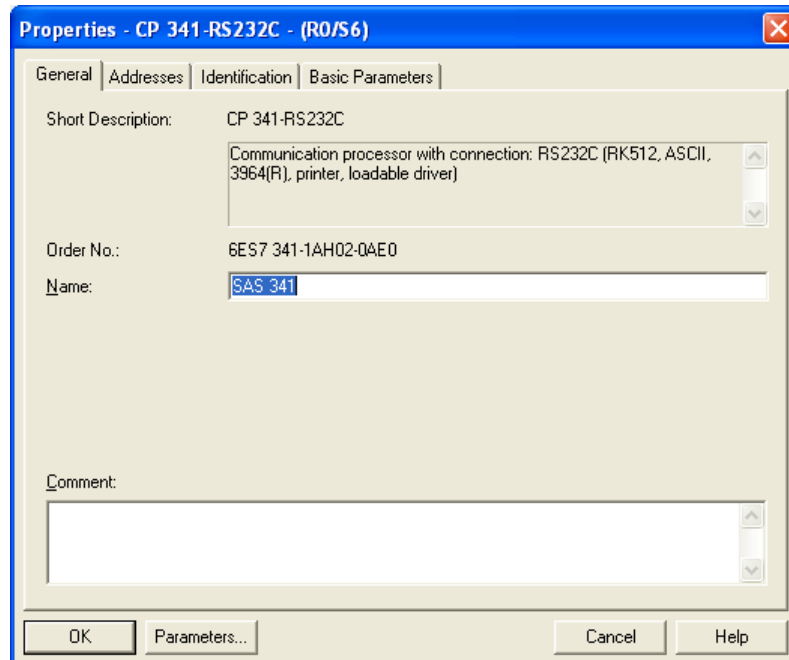 Properties - CP 341-RS232C - (R0/S6)
General Addresses Identification Basic Parameters
Short Description: CP 341-RS232C
Communication processor with connection: RS232C (RK512, ASCII,
3964(R), printer, loadable driver)
Order No.: 6ES7 341-1AH02-0AE0
Name: SAS 341
Comment:
OK Parameters... Cancel Help